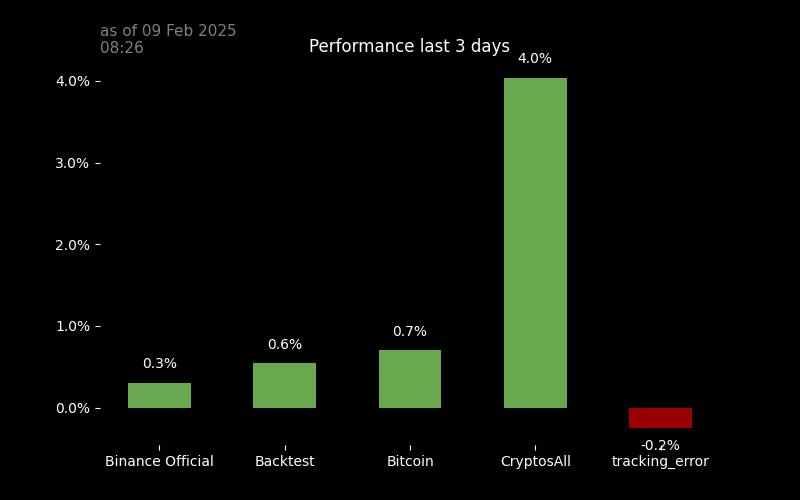 as of 09 Feb 2025
08:26
Performance last 3 days
4.0%
4.0%
3.0%
2.0%
1.0%
0.7%
0.6%
0.3%
0.0%
-0.2%
Binance Official
Backtest
Bitcoin
CryptosAll
tracking_error